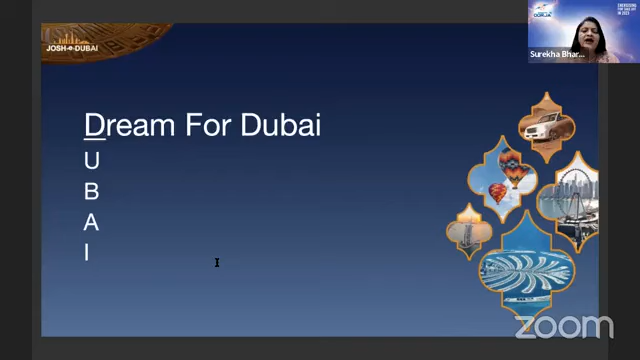 JOSH-e-DUBAI
Dream For Dubai
U
B
A
I
Surekha Bhar...
zoom